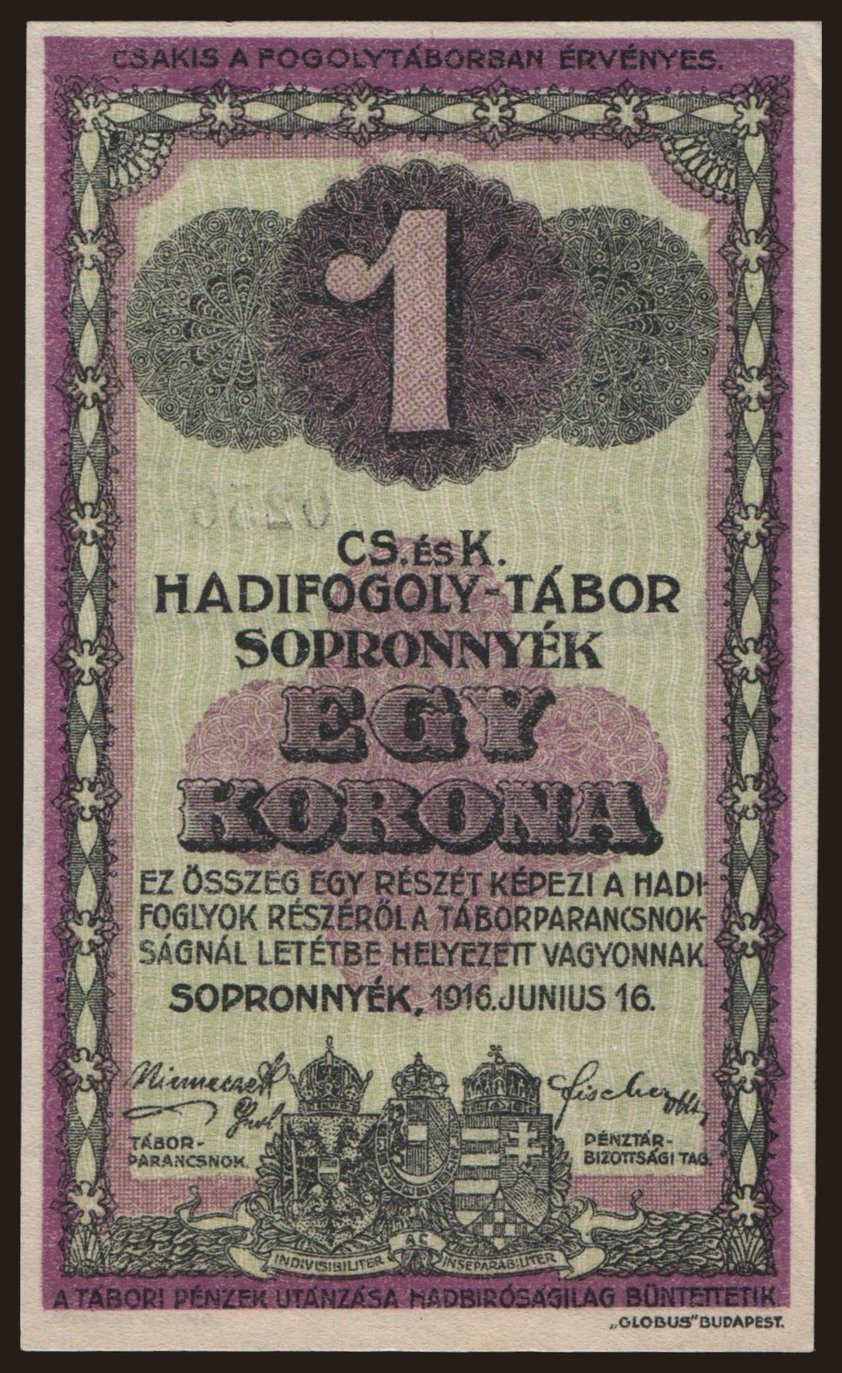 CSAKIS A FOGOLYTÁBORBAN ÉRVÉNYES.
1
CS. ÉS K.
HADIFOGOLY-TÁBOR
SOPRONNYÉK
EGY
KORONA
EZ ÖSSZEG EGY RÉSZÉT KÉPEZI A HADI-
FOGLYOK RÉSZÉRŐL A TÁBORPARANCSNOK-
SÁGNÁL LETÉTBE HELYEZETT VAGYONNAK.
SOPRONNYÉK, 1916. JUNIUS 16.
Fischer
TÁBOR-
PARANCSNOK.
PÉNZTÁR-
BIZOTTSÁGI TAG.
INDIVISIBILITER AC INSEPARABILITER
A TÁBORI PÉNZEK UTÁNZÁSA HADBIRÓSÁGILAG BÜNTETTETIK
„GLOBUS" BUDAPEST.